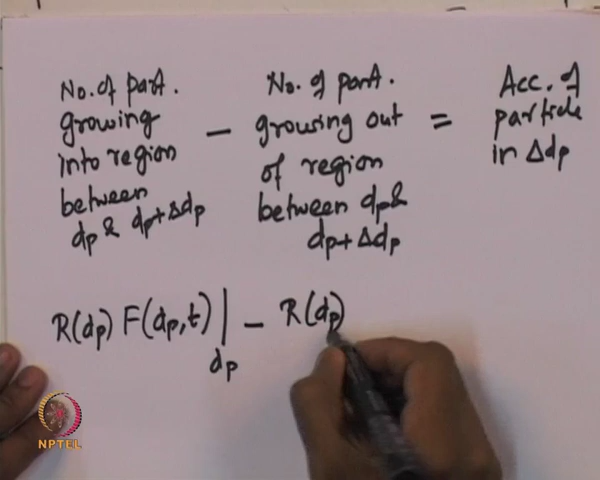 No. of part.
growing
into region
between
dp & dp+Δdp
—
No. of part.
growing out
of region
between dp &
dp+Δdp
=
Acc. of
particle
in Δdp
R(dp) F(dp,t)|dp — R(dp)
NPTEL